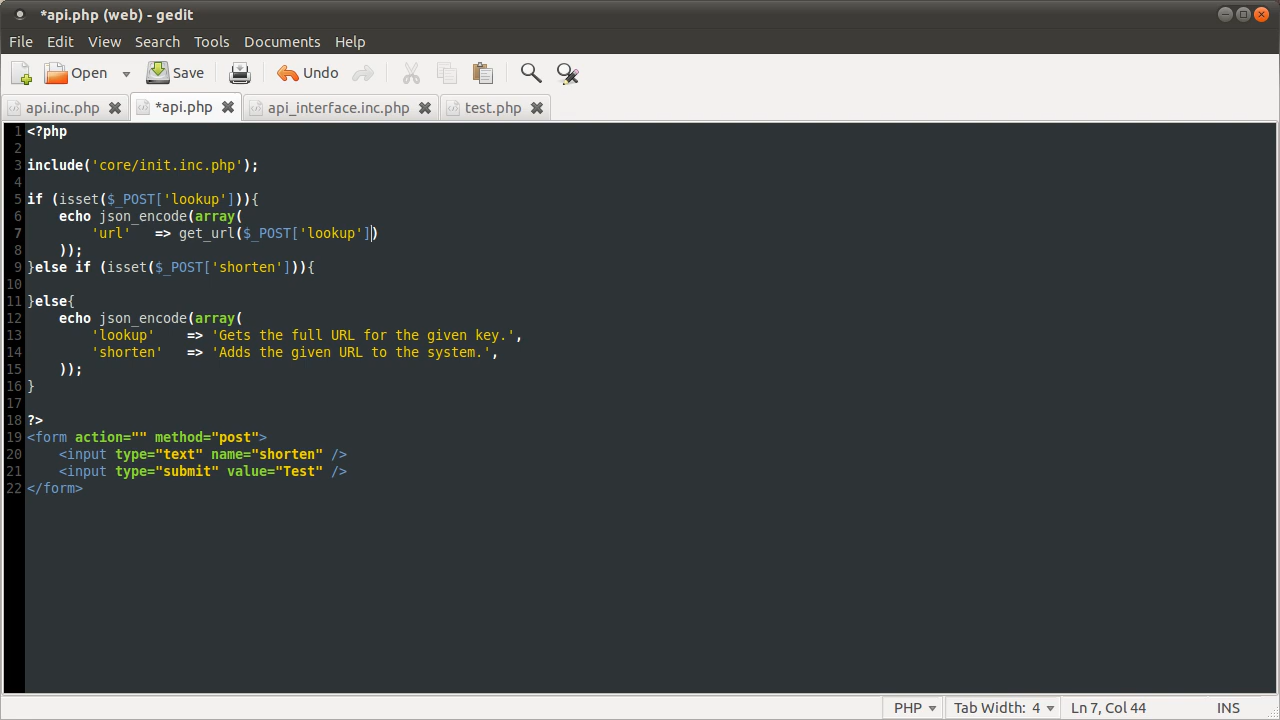 *api.php (web) - gedit
File Edit View Search Tools Documents Help
Open Save Undo
api.inc.php *api.php api_interface.inc.php test.php
1 <?php
2
3 include('core/init.inc.php');
4
5 if (isset($_POST['lookup'])){
6     echo json_encode(array(
7         'url'   => get_url($_POST['lookup'])
8     ));
9 }else if (isset($_POST['shorten'])){
10
11 }else{
12     echo json_encode(array(
13         'lookup'    => 'Gets the full URL for the given key.',
14         'shorten'   => 'Adds the given URL to the system.',
15     ));
16 }
17
18 ?>
19 <form action="" method="post">
20     <input type="text" name="shorten" />
21     <input type="submit" value="Test" />
22 </form>
PHP Tab Width: 4 Ln 7, Col 44 INS